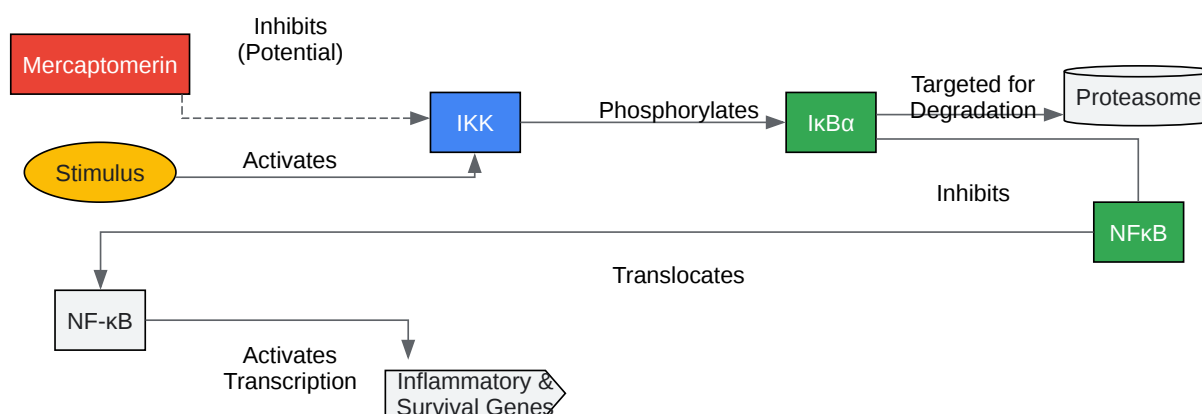 Inhibits
(Potential)
Mercaptomerin
Targeted for
Degradation
Proteasome
IKK
Phosphorylates
IκBα
Stimulus
Activates
Inhibits
NFκB
Translocates
NF-κB
Activates
Transcription
Inflammatory &
Survival Genes